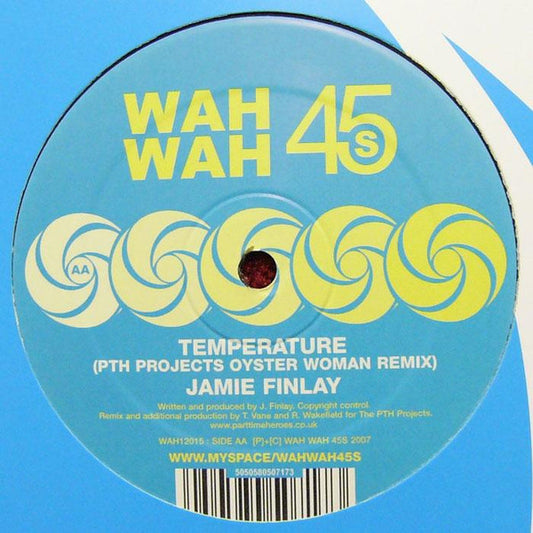 WAH
WAH 45s
AA
TEMPERATURE
(PTH PROJECTS OYSTER WOMAN REMIX)
JAMIE FINLAY
Written and produced by J. Finlay. Copyright control.
Remix and additional production by T. Vane and R. Wakefield for The PTH Projects.
www.parttimeheroes.co.uk
WAH12015 : SIDE AA [P]+[C] WAH WAH 45S 2007
WWW.MYSPACE/WAHWAH45S
5050580507173